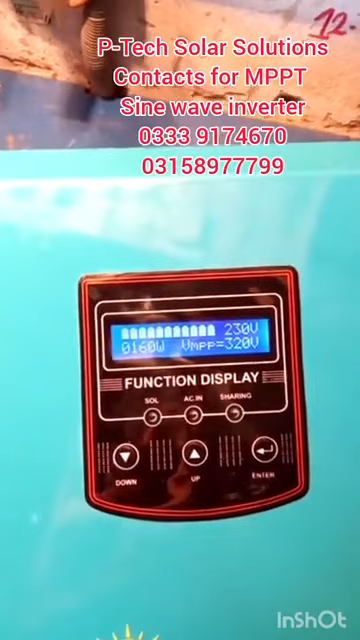 12-
P-Tech Solar Solutions
Contacts for MPPT
Sine wave inverter
0333 9174670
03158977799
230V
0160W Vmpp=320V
FUNCTION DISPLAY
SOL AC.IN SHARING
DOWN UP ENTER
InShOt